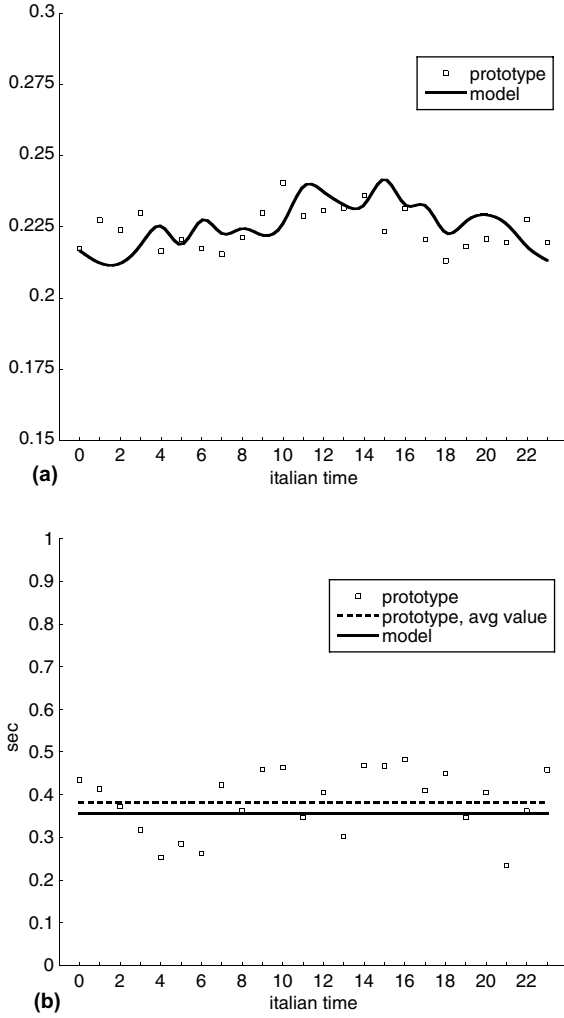 0.3
prototype
model
0.275
0.25
0.225
0.2
0.175
0.15
0 2 4 6 8 10 12 14 16 18 20 22
(a) italian time
1
0.9
prototype
prototype, avg value
model
0.8
0.7
0.6
sec
0.5
0.4
0.3
0.2
0.1
0
0 2 4 6 8 10 12 14 16 18 20 22
(b) italian time